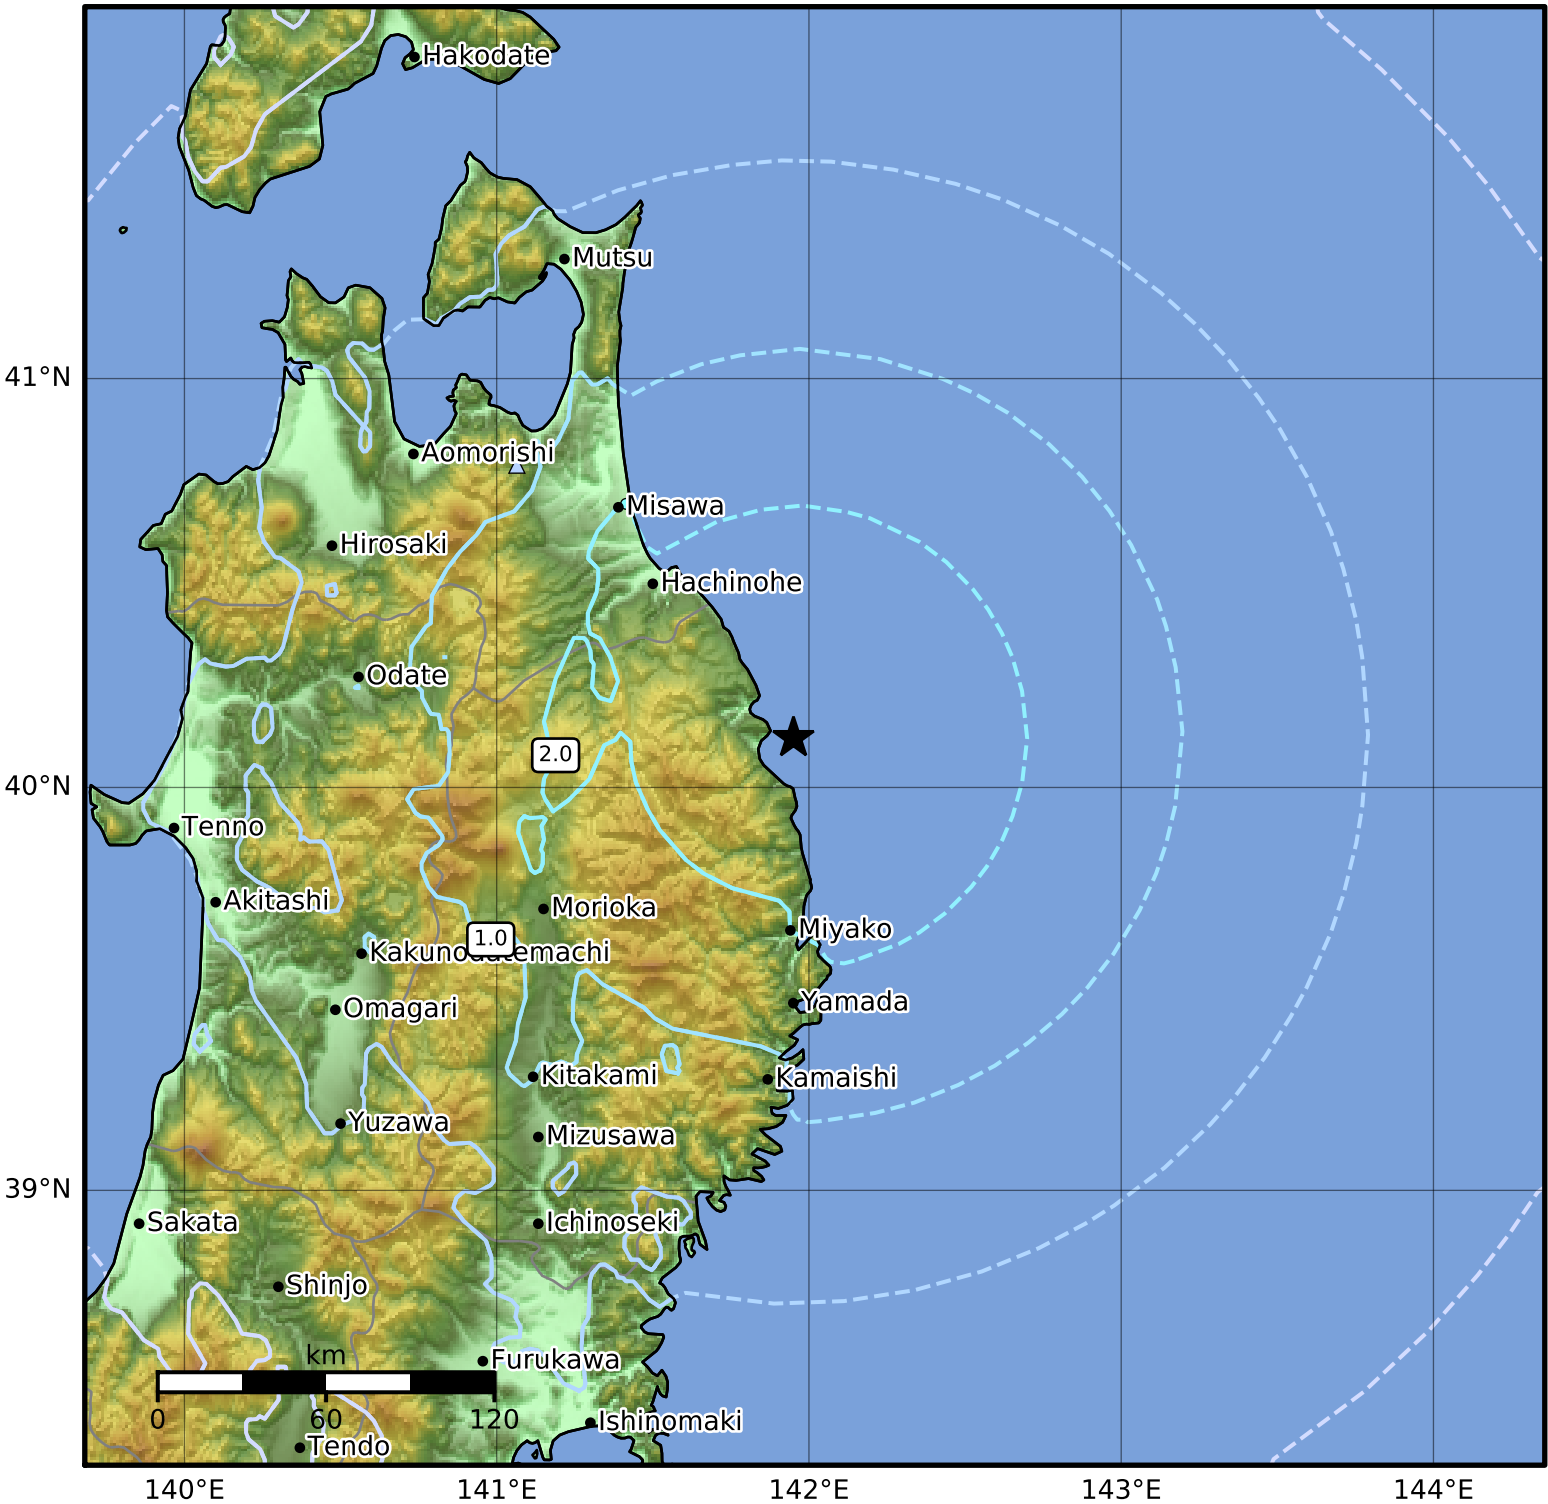 Hakodate
Mutsu
41°N
Aomorishi
Misawa
Hirosaki
Hachinohe
Odate
2.0
40°N
Tenno
Akitashi
Morioka
Miyako
1.0
Kakunodatemachi
Yamada
Omagari
Kitakami
Kamaishi
Yuzawa
Mizusawa
39°N
Sakata
Ichinoseki
Shinjo
km
Furukawa
0 60 120
Ishinomaki
Tendo
140°E 141°E 142°E 143°E 144°E